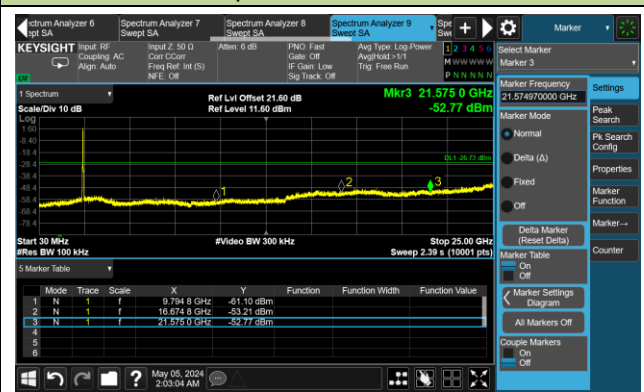 ctrum Analyzer 6
ept SA
Spectrum Analyzer 7
Swept SA
Spectrum Analyzer 8
Swept SA
Spectrum Analyzer 9
Swept SA
Spe
Marker
KEYSIGHT
Input: RF
Coupling: AC
Align: Auto
Input Z: 50 Ω
Corr CCorr
Freq Ref: Int (S)
NFE: Off
Atten: 6 dB
PNO: Fast
Gate: Off
IF Gain: Low
Sig Track: Off
Avg Type: Log-Power
Avg|Hold:>1/1
Trig: Free Run
1 2 3 4 5 6
M W W W W W
P N N N N N
LM
Select Marker
Marker 3
1 Spectrum
Scale/Div 10 dB
Log
Ref Lvl Offset 21.60 dB
Ref Level 11.60 dBm
Mkr3 21.575 0 GHz
-52.77 dBm
1.60
-8.40
-18.4
-28.4
-38.4
-48.4
-58.4
-68.4
-78.4
DL1 -26.73 dBm
1
2
3
Start 30 MHz
#Res BW 100 kHz
#Video BW 300 kHz
Stop 25.00 GHz
Sweep 2.39 s (10001 pts)
5 Marker Table
Mode Trace Scale X Y Function Function Width Function Value
1 N 1 f 9.794 8 GHz -61.10 dBm
2 N 1 f 16.674 8 GHz -53.21 dBm
3 N 1 f 21.575 0 GHz -52.77 dBm
4
5
6
Marker Frequency
21.574970000 GHz
Marker Mode
Normal
Delta (Δ)
Fixed
Off
Delta Marker
(Reset Delta)
Marker Table
On
Off
Marker Settings
Diagram
All Markers Off
Couple Markers
On
Off
Settings
Peak
Search
Pk Search
Config
Properties
Marker
Function
Marker→
Counter
?
May 05, 2024
2:03:04 AM